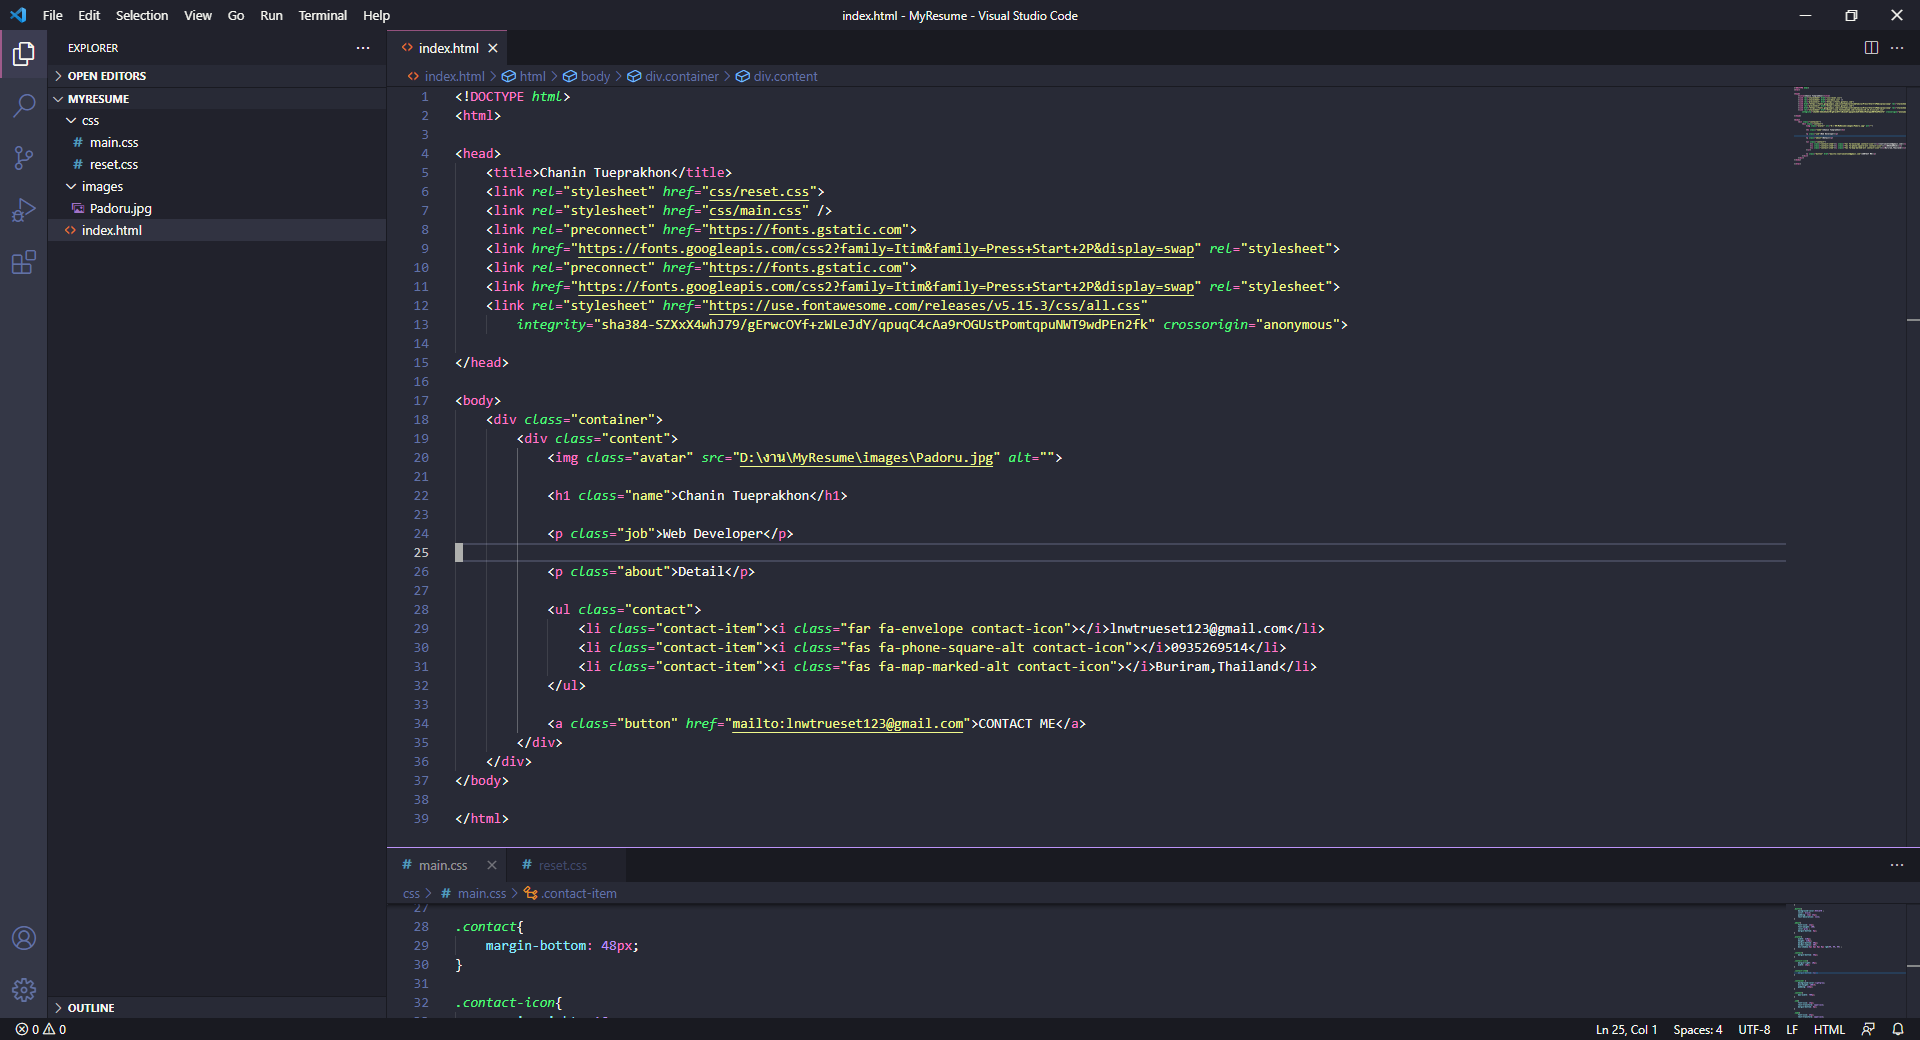 File Edit Selection View Go Run Terminal Help
index.html - MyResume - Visual Studio Code
EXPLORER
OPEN EDITORS
MYRESUME
css
# main.css
# reset.css
images
Padoru.jpg
<> index.html
OUTLINE
<> index.html
<> index.html > html > body > div.container > div.content
1 <!DOCTYPE html>
2 <html>
3
4 <head>
5 <title>Chanin Tueprakhon</title>
6 <link rel="stylesheet" href="css/reset.css">
7 <link rel="stylesheet" href="css/main.css" />
8 <link rel="preconnect" href="https://fonts.gstatic.com">
9 <link href="https://fonts.googleapis.com/css2?family=Itim&family=Press+Start+2P&display=swap" rel="stylesheet">
10 <link rel="preconnect" href="https://fonts.gstatic.com">
11 <link href="https://fonts.googleapis.com/css2?family=Itim&family=Press+Start+2P&display=swap" rel="stylesheet">
12 <link rel="stylesheet" href="https://use.fontawesome.com/releases/v5.15.3/css/all.css"
13 integrity="sha384-SZXxX4whJ79/gErwcOYf+zWLeJdY/qpuqC4cAa9rOGUstPomtqpuNWT9wdPEn2fk" crossorigin="anonymous">
14
15 </head>
16
17 <body>
18 <div class="container">
19 <div class="content">
20 <img class="avatar" src="D:\งาน\MyResume\images\Padoru.jpg" alt="">
21
22 <h1 class="name">Chanin Tueprakhon</h1>
23
24 <p class="job">Web Developer</p>
25
26 <p class="about">Detail</p>
27
28 <ul class="contact">
29 <li class="contact-item"><i class="far fa-envelope contact-icon"></i>lnwtrueset123@gmail.com</li>
30 <li class="contact-item"><i class="fas fa-phone-square-alt contact-icon"></i>0935269514</li>
31 <li class="contact-item"><i class="fas fa-map-marked-alt contact-icon"></i>Buriram,Thailand</li>
32 </ul>
33
34 <a class="button" href="mailto:lnwtrueset123@gmail.com">CONTACT ME</a>
35 </div>
36 </div>
37 </body>
38
39 </html>
# main.css # reset.css
css > # main.css > .contact-item
27
28 .contact{
29 margin-bottom: 48px;
30 }
31
32 .contact-icon{
0 0
Ln 25, Col 1 Spaces: 4 UTF-8 LF HTML